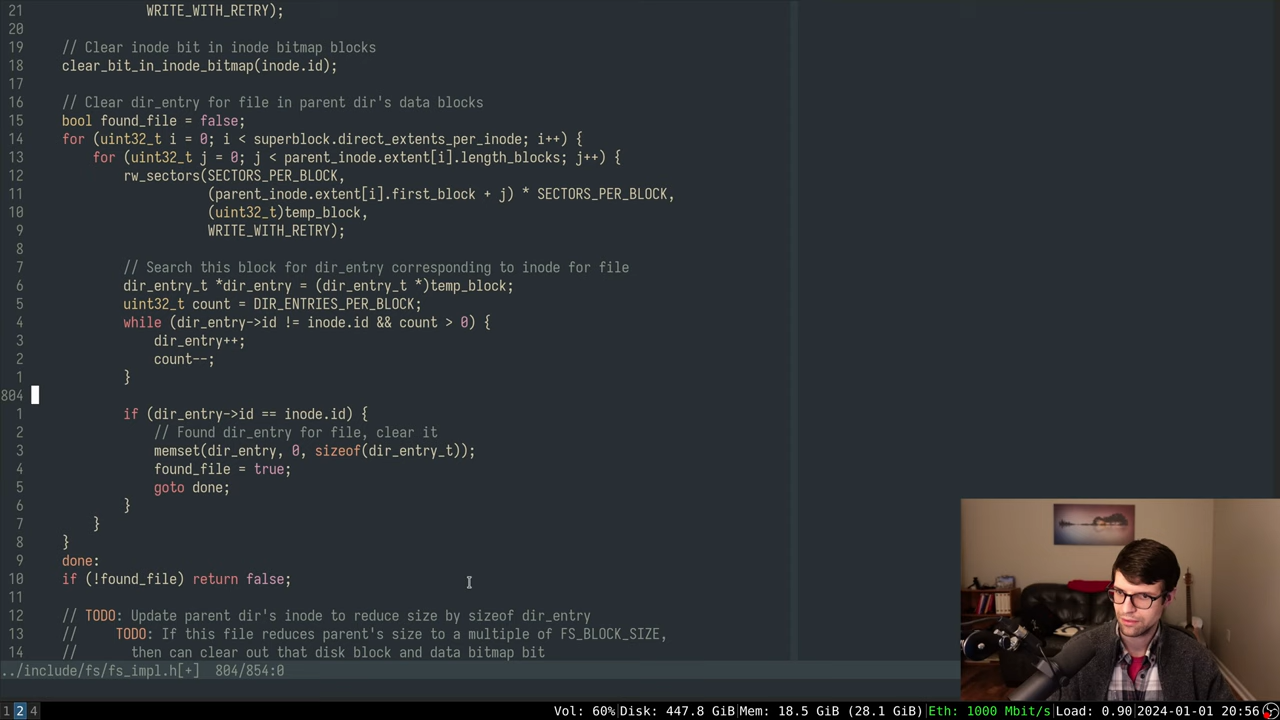 21                    WRITE_WITH_RETRY);
20
19     // Clear inode bit in inode bitmap blocks
18     clear_bit_in_inode_bitmap(inode.id);
17
16     // Clear dir_entry for file in parent dir's data blocks
15     bool found_file = false;
14     for (uint32_t i = 0; i < superblock.direct_extents_per_inode; i++) {
13         for (uint32_t j = 0; j < parent_inode.extent[i].length_blocks; j++) {
12             rw_sectors(SECTORS_PER_BLOCK,
11                        (parent_inode.extent[i].first_block + j) * SECTORS_PER_BLOCK,
10                        (uint32_t)temp_block,
9                        WRITE_WITH_RETRY);
8
7             // Search this block for dir_entry corresponding to inode for file
6             dir_entry_t *dir_entry = (dir_entry_t *)temp_block;
5             uint32_t count = DIR_ENTRIES_PER_BLOCK;
4             while (dir_entry->id != inode.id && count > 0) {
3                 dir_entry++;
2                 count--;
1             }
804
1             if (dir_entry->id == inode.id) {
2                 // Found dir_entry for file, clear it
3                 memset(dir_entry, 0, sizeof(dir_entry_t));
4                 found_file = true;
5                 goto done;
6             }
7         }
8     }
9     done:
10     if (!found_file) return false;
11
12     // TODO: Update parent dir's inode to reduce size by sizeof dir_entry
13     //     TODO: If this file reduces parent's size to a multiple of FS_BLOCK_SIZE,
14     //       then can clear out that disk block and data bitmap bit
../include/fs/fs_impl.h[+]  804/854:0
1 2 4 Vol: 60%|Disk: 447.8 GiB|Mem: 18.5 GiB (28.1 GiB)|Eth: 1000 Mbit/s|Load: 0.90|2024-01-01 20:56